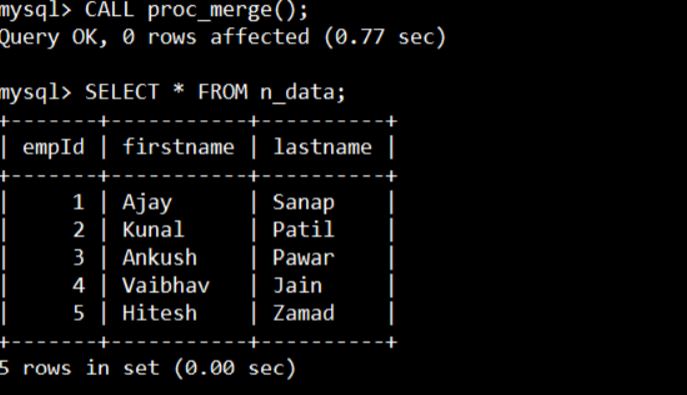 mysql> CALL proc_merge();
Query OK, 0 rows affected (0.77 sec)
mysql> SELECT * FROM n_data;
+-------+-----------+----------+
| empId | firstname | lastname |
+-------+-----------+----------+
|     1 | Ajay      | Sanap    |
|     2 | Kunal     | Patil    |
|     3 | Ankush    | Pawar    |
|     4 | Vaibhav   | Jain     |
|     5 | Hitesh    | Zamad    |
+-------+-----------+----------+
5 rows in set (0.00 sec)